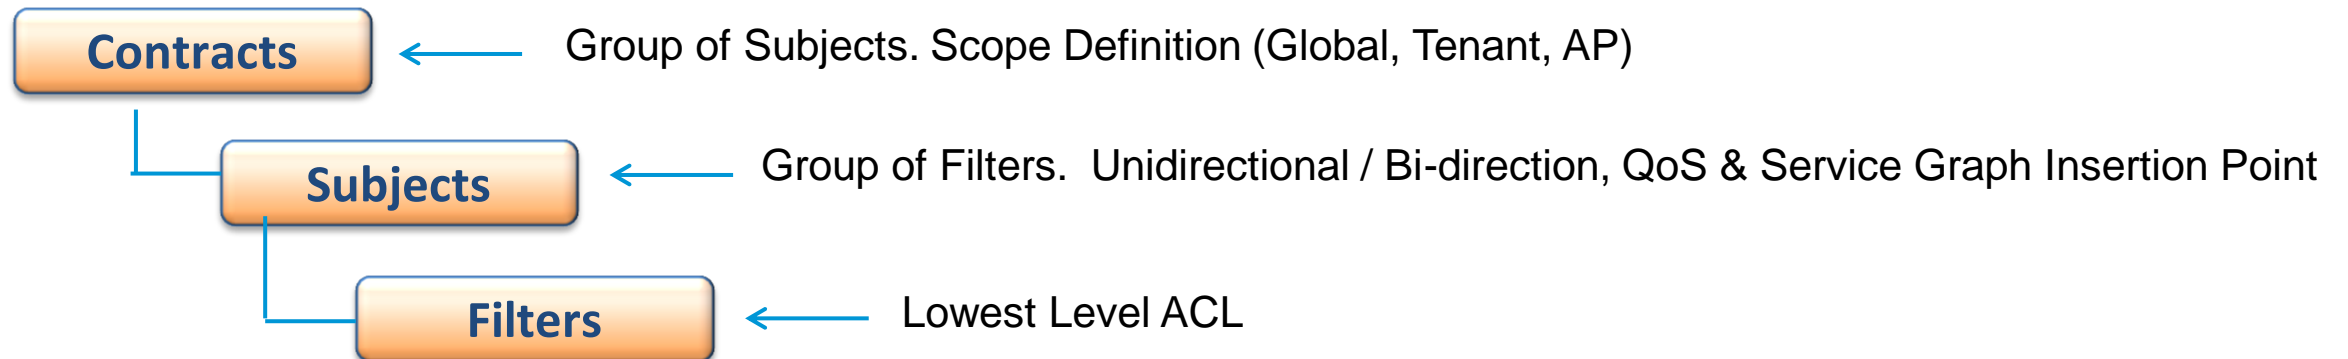 Contracts
Group of Subjects. Scope Definition (Global, Tenant, AP)
Subjects
Group of Filters.  Unidirectional / Bi-direction, QoS & Service Graph Insertion Point
Filters
Lowest Level ACL